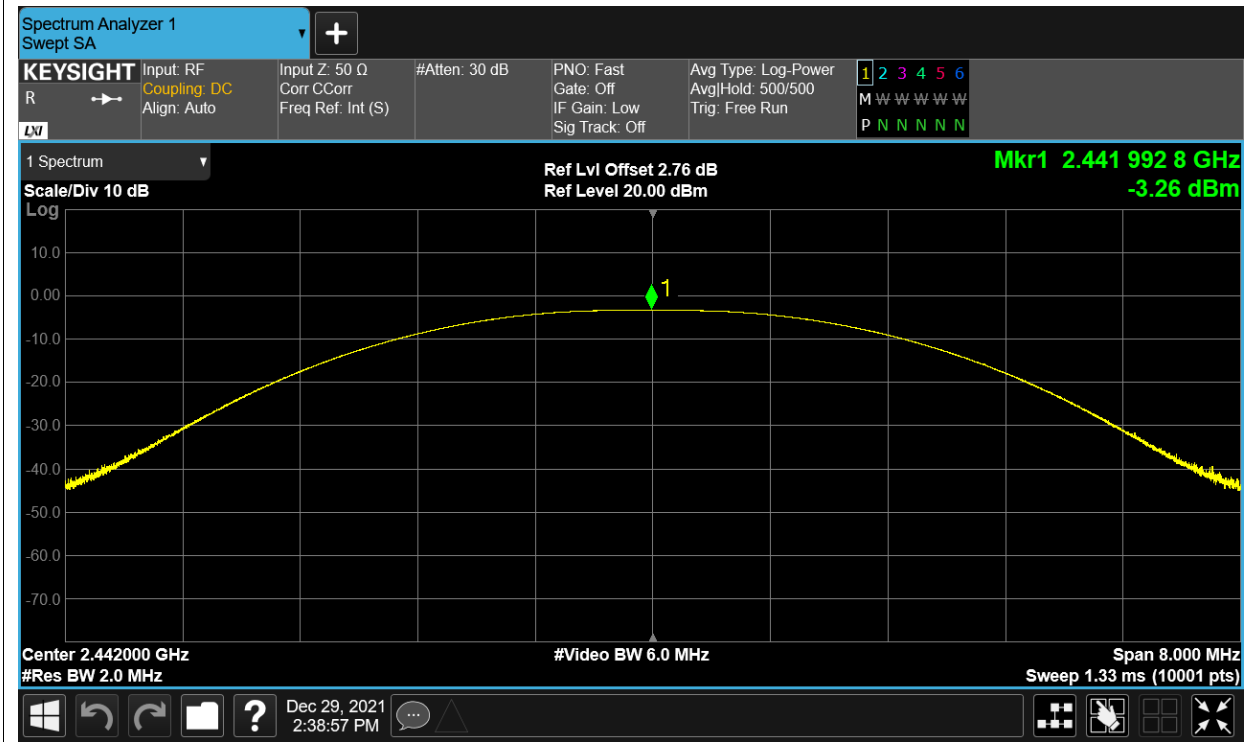 Spectrum Analyzer 1
Swept SA
KEYSIGHT
R
LXI
Input: RF
Coupling: DC
Align: Auto
Input Z: 50 Ω
Corr CCorr
Freq Ref: Int (S)
#Atten: 30 dB
PNO: Fast
Gate: Off
IF Gain: Low
Sig Track: Off
Avg Type: Log-Power
Avg|Hold: 500/500
Trig: Free Run
1 2 3 4 5 6
M W W W W W
P N N N N N
1 Spectrum
Scale/Div 10 dB
Log
Ref Lvl Offset 2.76 dB
Ref Level 20.00 dBm
Mkr1 2.441 992 8 GHz
-3.26 dBm
10.0
0.00
-10.0
-20.0
-30.0
-40.0
-50.0
-60.0
-70.0
1
Center 2.442000 GHz
#Res BW 2.0 MHz
#Video BW 6.0 MHz
Span 8.000 MHz
Sweep 1.33 ms (10001 pts)
?
Dec 29, 2021
2:38:57 PM